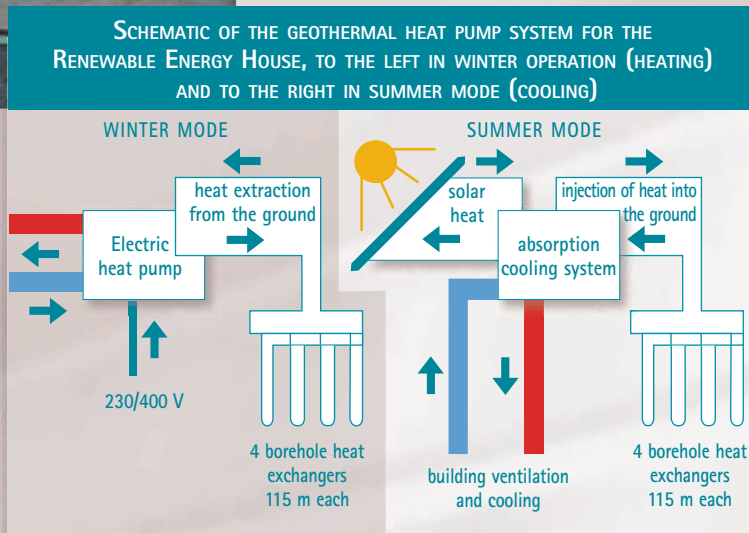 SCHEMATIC OF THE GEOTHERMAL HEAT PUMP SYSTEM FOR THE
RENEWABLE ENERGY HOUSE, TO THE LEFT IN WINTER OPERATION (HEATING)
AND TO THE RIGHT IN SUMMER MODE (COOLING)
WINTER MODE
heat extraction
from the ground
Electric
heat pump
230/400 V
4 borehole heat
exchangers
115 m each
SUMMER MODE
solar
heat
injection of heat into
the ground
absorption
cooling system
building ventilation
and cooling
4 borehole heat
exchangers
115 m each